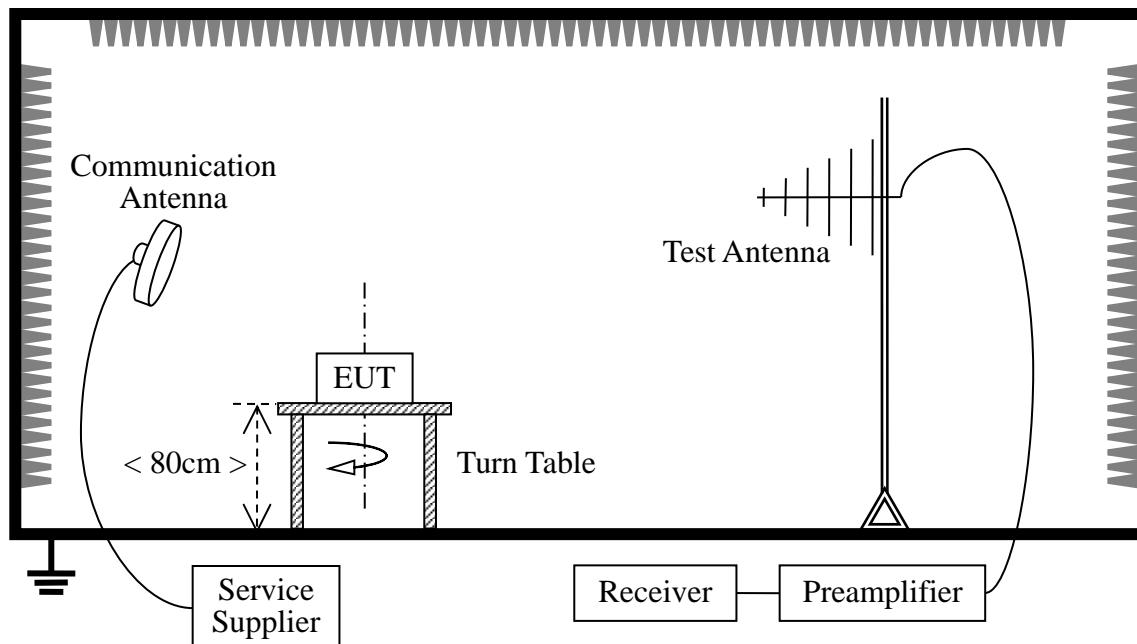 Communication
Antenna
Test Antenna
EUT
< 80cm >
Turn Table
Service
Supplier
Receiver
Preamplifier